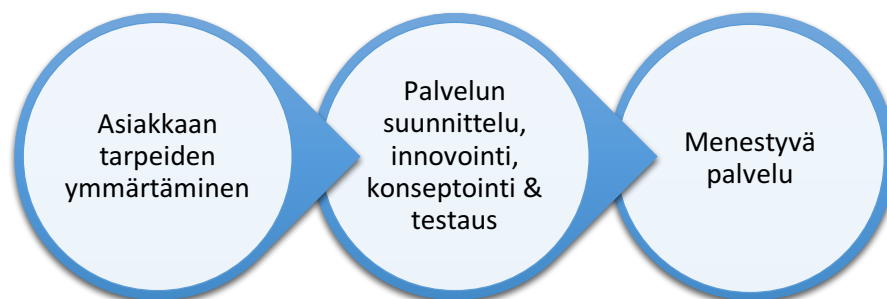 Asiakkaan
tarpeiden
ymmärtäminen
Palvelun
suunnittelu,
innovointi,
konseptointi &
testaus
Menestyvä
palvelu